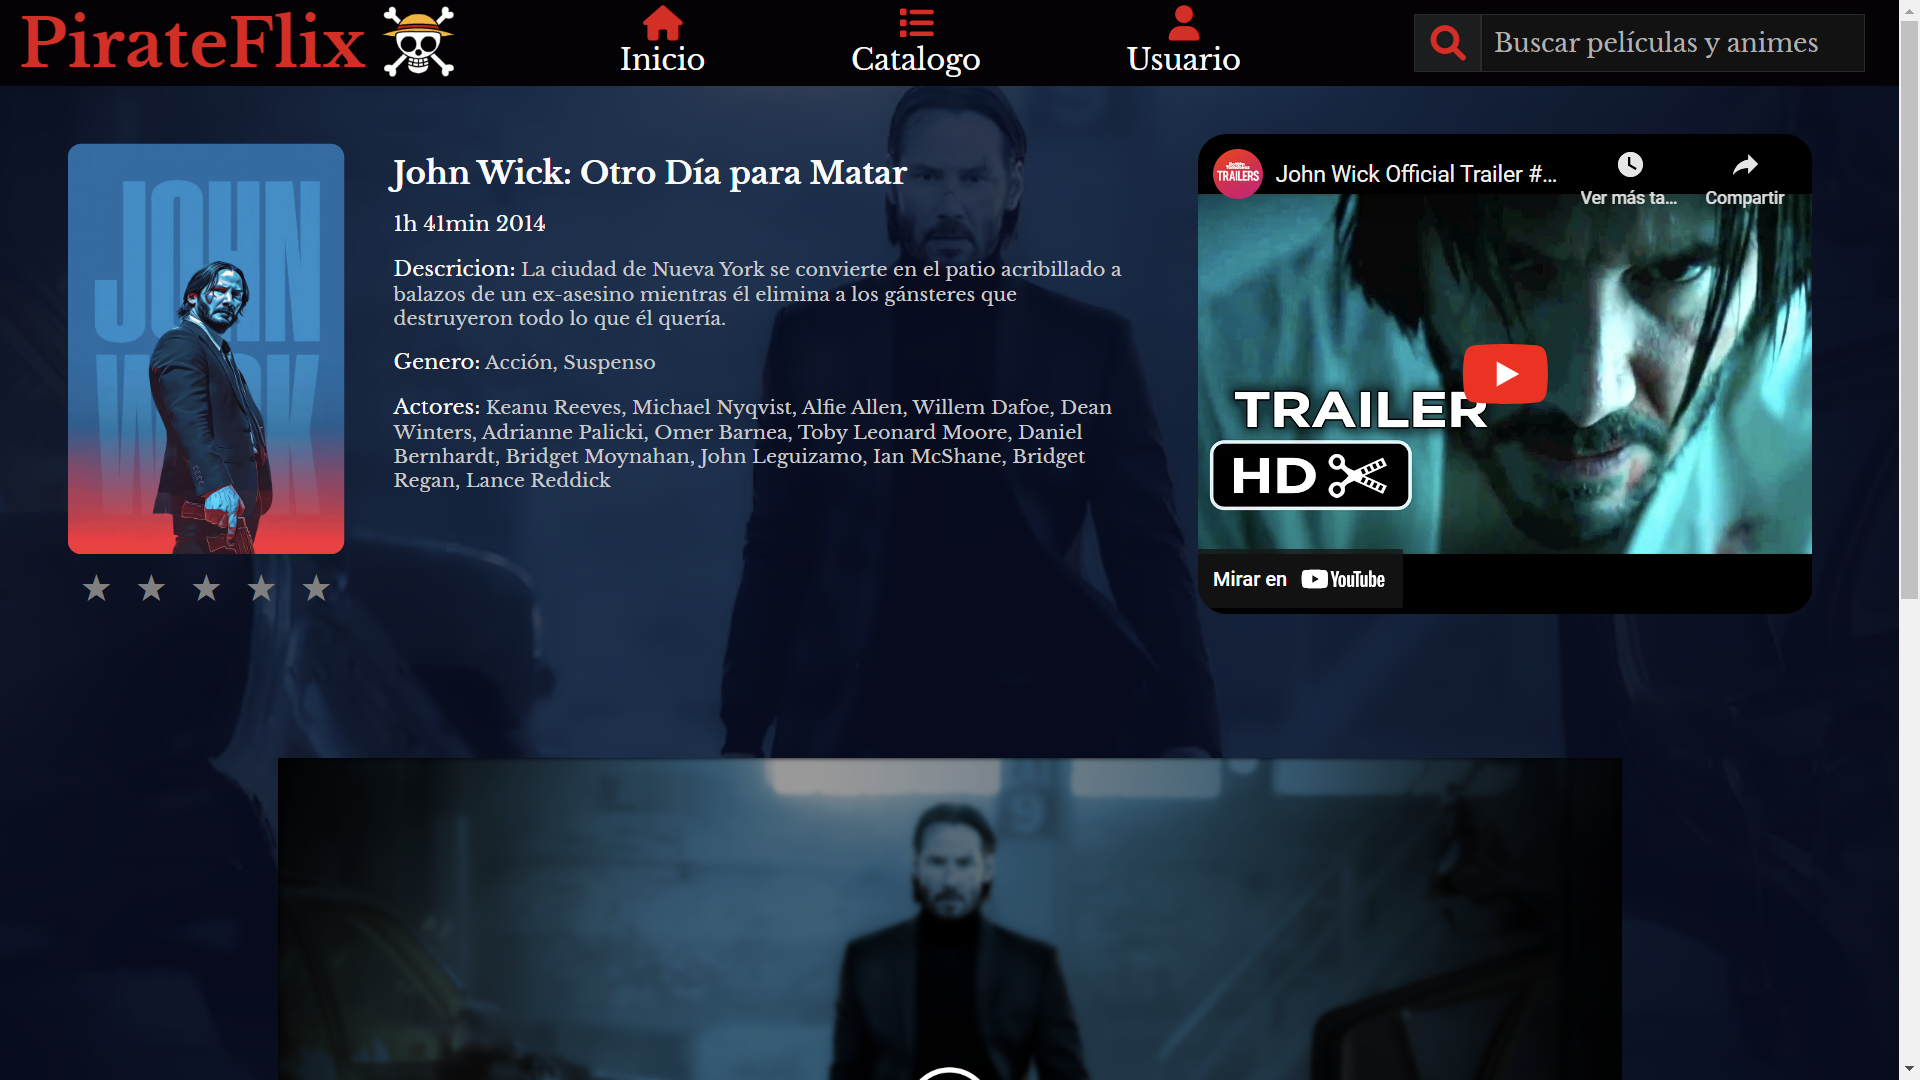 PirateFlix
Inicio
Catalogo
Usuario
Buscar películas y animes
JOHN
WICK
John Wick: Otro Día para Matar
1h 41min 2014
Descricion: La ciudad de Nueva York se convierte en el patio acribillado a
balazos de un ex-asesino mientras él elimina a los gánsteres que
destruyeron todo lo que él quería.
Genero: Acción, Suspenso
Actores: Keanu Reeves, Michael Nyqvist, Alfie Allen, Willem Dafoe, Dean
Winters, Adrianne Palicki, Omer Barnea, Toby Leonard Moore, Daniel
Bernhardt, Bridget Moynahan, John Leguizamo, Ian McShane, Bridget
Regan, Lance Reddick
TRAILERS
John Wick Official Trailer #...
Ver más ta...
Compartir
TRAILER
HD
Mirar en YouTube
9